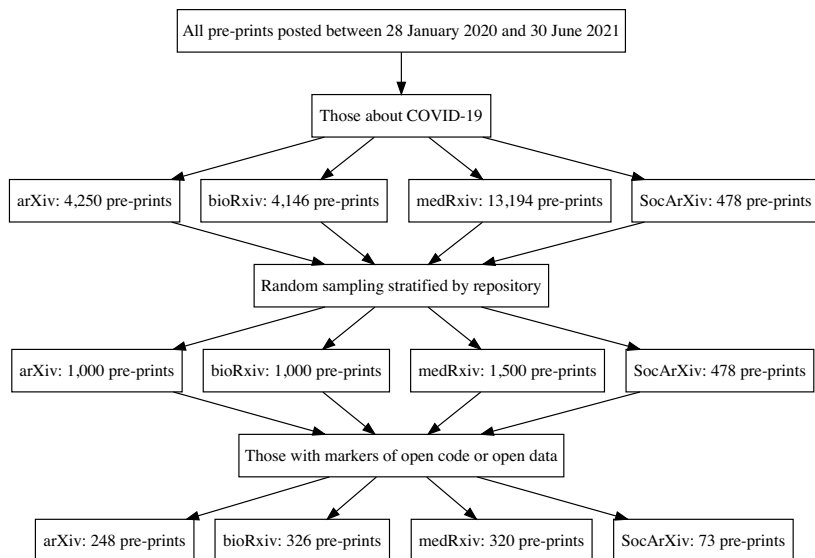 All pre-prints posted between 28 January 2020 and 30 June 2021
Those about COVID-19
arXiv: 4,250 pre-prints
bioRxiv: 4,146 pre-prints
medRxiv: 13,194 pre-prints
SocArXiv: 478 pre-prints
Random sampling stratified by repository
arXiv: 1,000 pre-prints
bioRxiv: 1,000 pre-prints
medRxiv: 1,500 pre-prints
SocArXiv: 478 pre-prints
Those with markers of open code or open data
arXiv: 248 pre-prints
bioRxiv: 326 pre-prints
medRxiv: 320 pre-prints
SocArXiv: 73 pre-prints